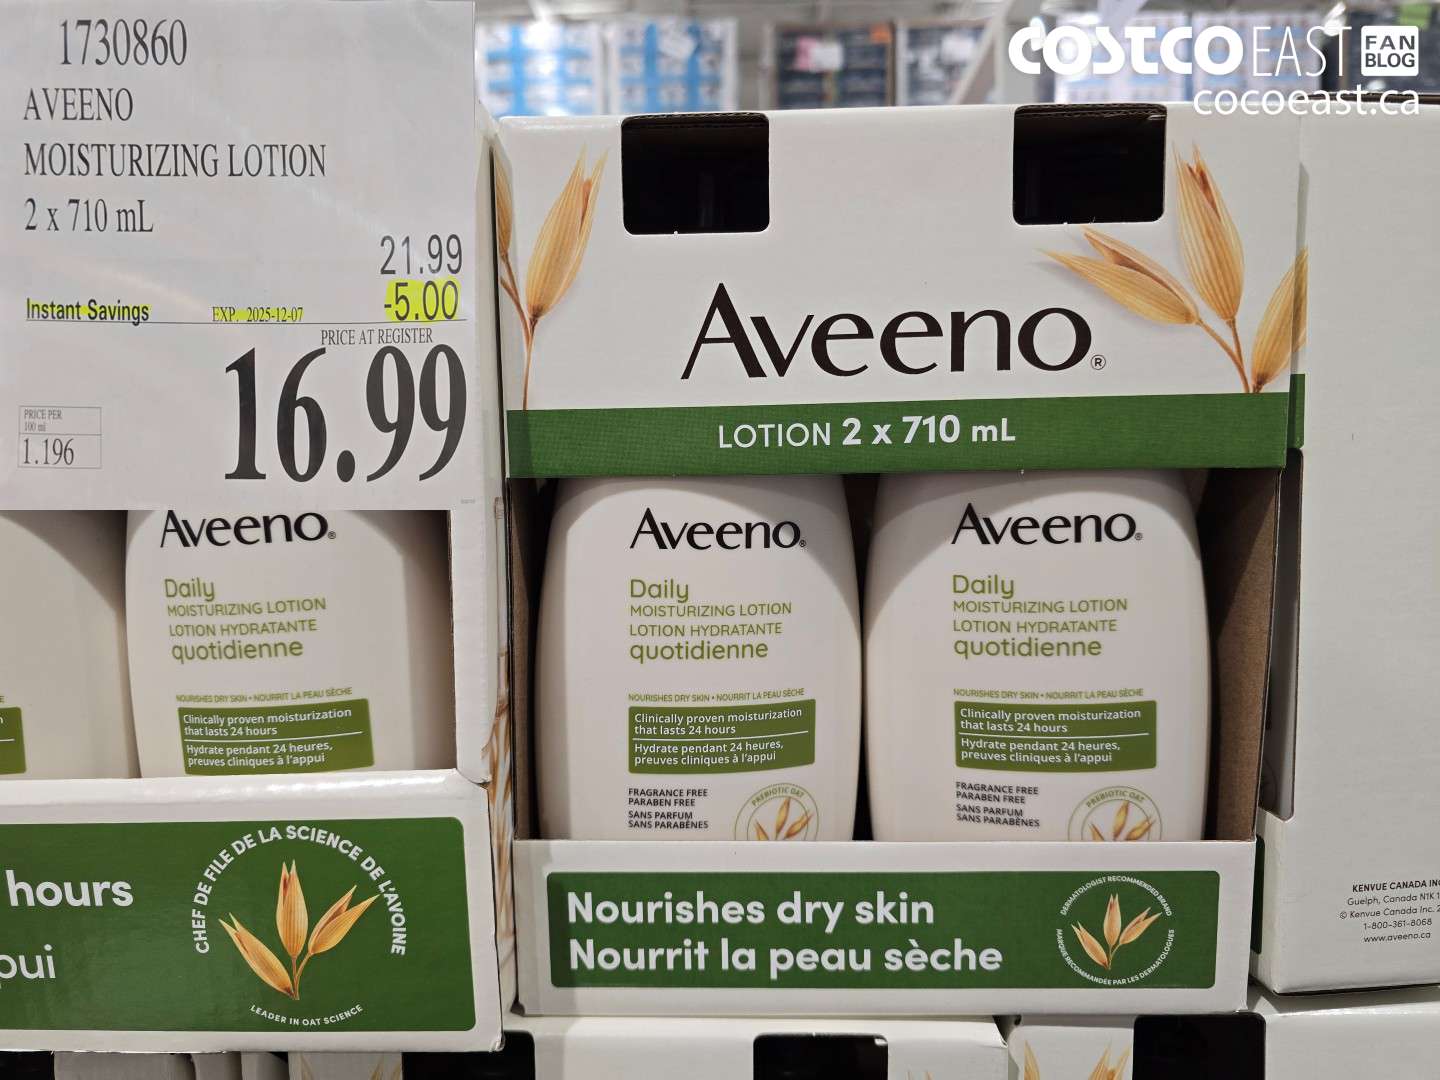 1730860
AVEENO
MOISTURIZING LOTION
2 x 710 mL
21.99
Instant Savings EXP. 2025-12-07 -5.00
PRICE AT REGISTER
16.99
PRICE PER
100 ml
1.196
COSTCO EAST FAN BLOG
cocoeast.ca
Aveeno®
LOTION 2 x 710 mL
Aveeno®
Daily
MOISTURIZING LOTION
LOTION HYDRATANTE
quotidienne
NOURISHES DRY SKIN • NOURRIT LA PEAU SÈCHE
Clinically proven moisturization
that lasts 24 hours
Hydrate pendant 24 heures,
preuves cliniques à l'appui
Aveeno®
Daily
MOISTURIZING LOTION
LOTION HYDRATANTE
quotidienne
NOURISHES DRY SKIN • NOURRIT LA PEAU SÈCHE
Clinically proven moisturization
that lasts 24 hours
Hydrate pendant 24 heures,
preuves cliniques à l'appui
FRAGRANCE FREE
PARABEN FREE
SANS PARFUM
SANS PARABÈNES
PREBIOTIC OAT
Aveeno®
Daily
MOISTURIZING LOTION
LOTION HYDRATANTE
quotidienne
NOURISHES DRY SKIN • NOURRIT LA PEAU SÈCHE
Clinically proven moisturization
that lasts 24 hours
Hydrate pendant 24 heures,
preuves cliniques à l'appui
FRAGRANCE FREE
PARABEN FREE
SANS PARFUM
SANS PARABÈNES
PREBIOTIC OAT
hours
pui
CHEF DE FILE DE LA SCIENCE DE L'AVOINE
LEADER IN OAT SCIENCE
Nourishes dry skin
Nourrit la peau sèche
DERMATOLOGIST RECOMMENDED BRAND
MARQUE RECOMMANDÉE PAR LES DERMATOLOGUES
KENVUE CANADA INC
Guelph, Canada N1K 1
© Kenvue Canada Inc. 2
1-800-361-8068
www.aveeno.ca